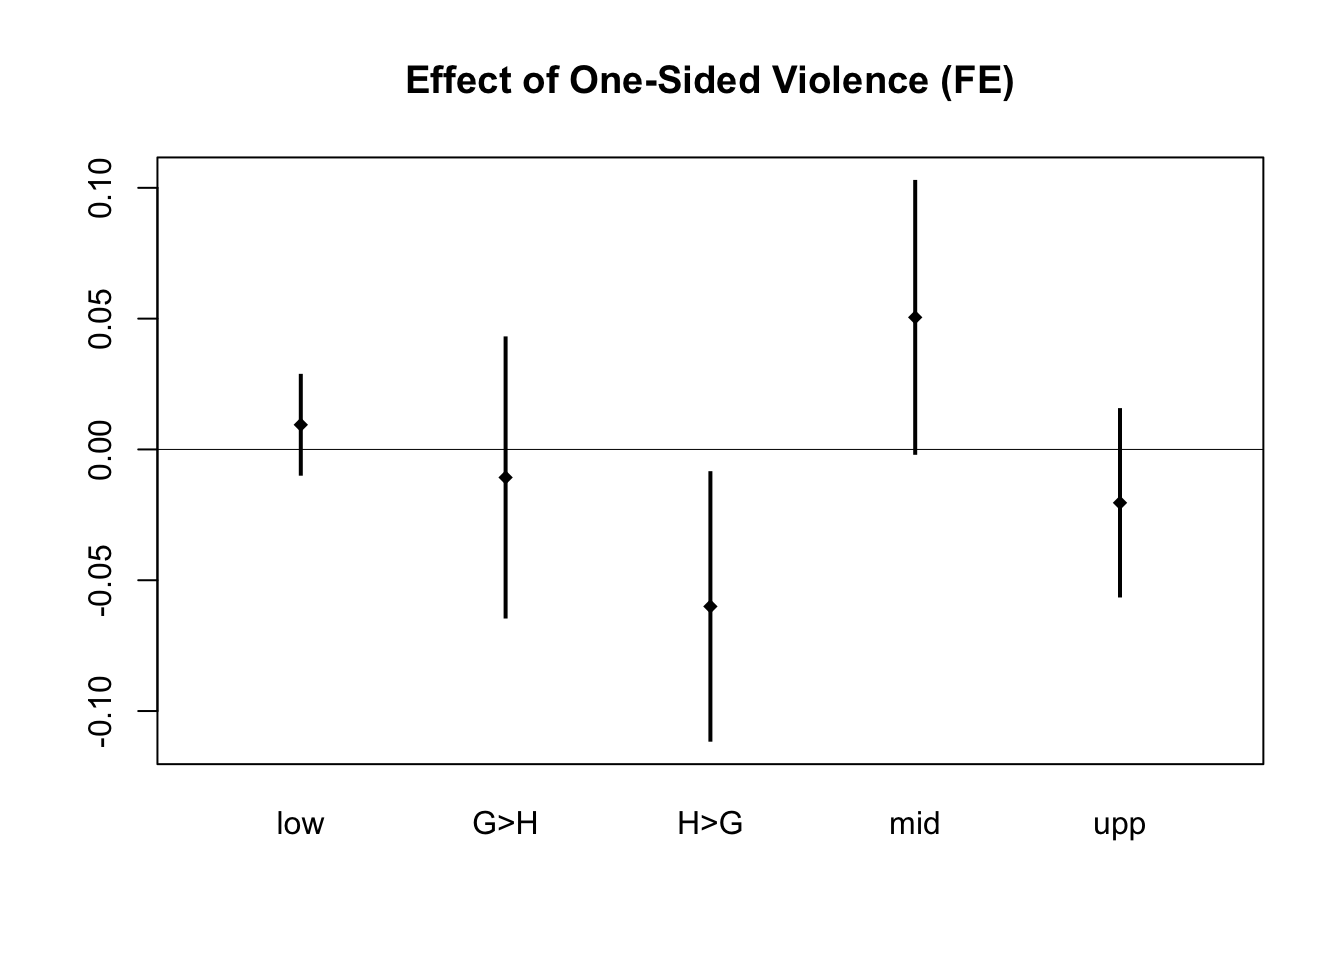 Effect of One-Sided Violence (FE)
0.10
0.05
0.00
-0.05
-0.10
low G>H H>G mid upp